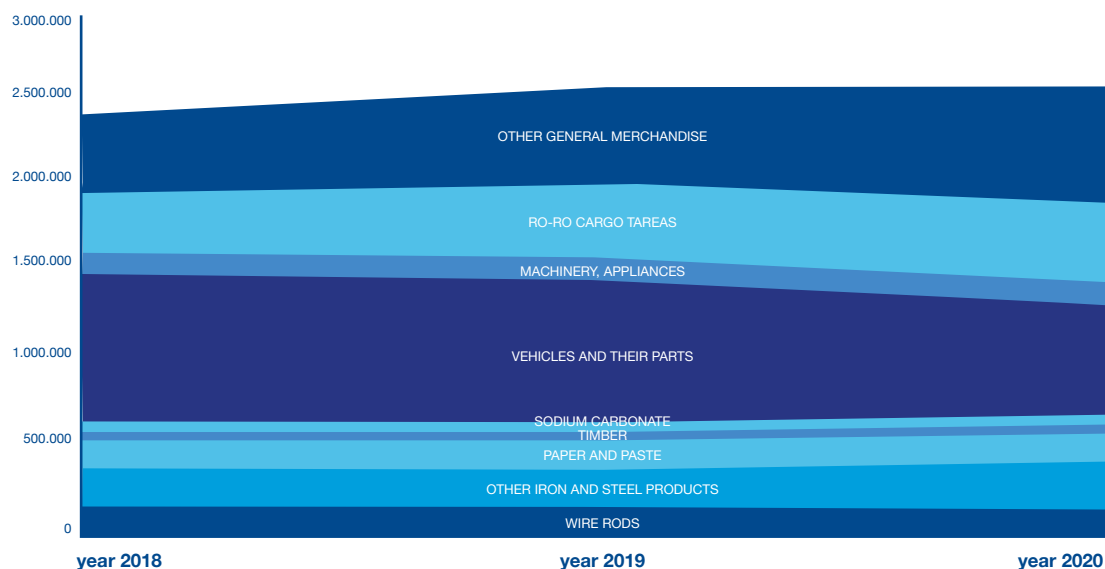 3.000.000
2.500.000
OTHER GENERAL MERCHANDISE
2.000.000
RO-RO CARGO TAREAS
1.500.000
MACHINERY, APPLIANCES
1.000.000
VEHICLES AND THEIR PARTS
SODIUM CARBONATE
500.000
TIMBER
PAPER AND PASTE
OTHER IRON AND STEEL PRODUCTS
0
WIRE RODS
year 2018
year 2019
year 2020